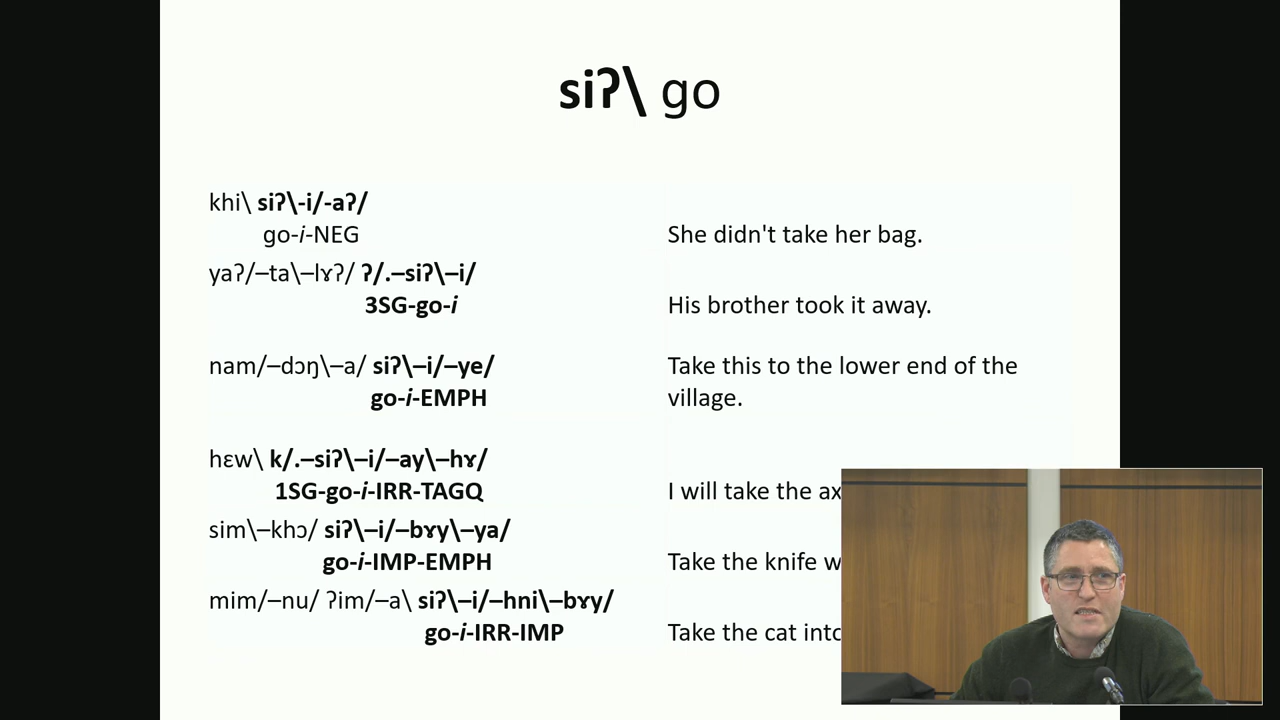 siʔ\ go
khi\ siʔ\-i/-aʔ/
go-i-NEG She didn't take her bag.
yaʔ/–ta\–lɤʔ/ ʔ/.–siʔ\–i/
3SG-go-i His brother took it away.
nam/–dɔŋ\–a/ siʔ\–i/–ye/ Take this to the lower end of the
go-i-EMPH village.
hɛw\ k/.–siʔ\–i/–ay\–hɤ/
1SG-go-i-IRR-TAGQ I will take the
sim\–khɔ/ siʔ\–i/–bɤy\–ya/
go-i-IMP-EMPH Take the knife
mim/–nu/ ʔim/–a\ siʔ\–i/–hni\–bɤy/
go-i-IRR-IMP Take the cat